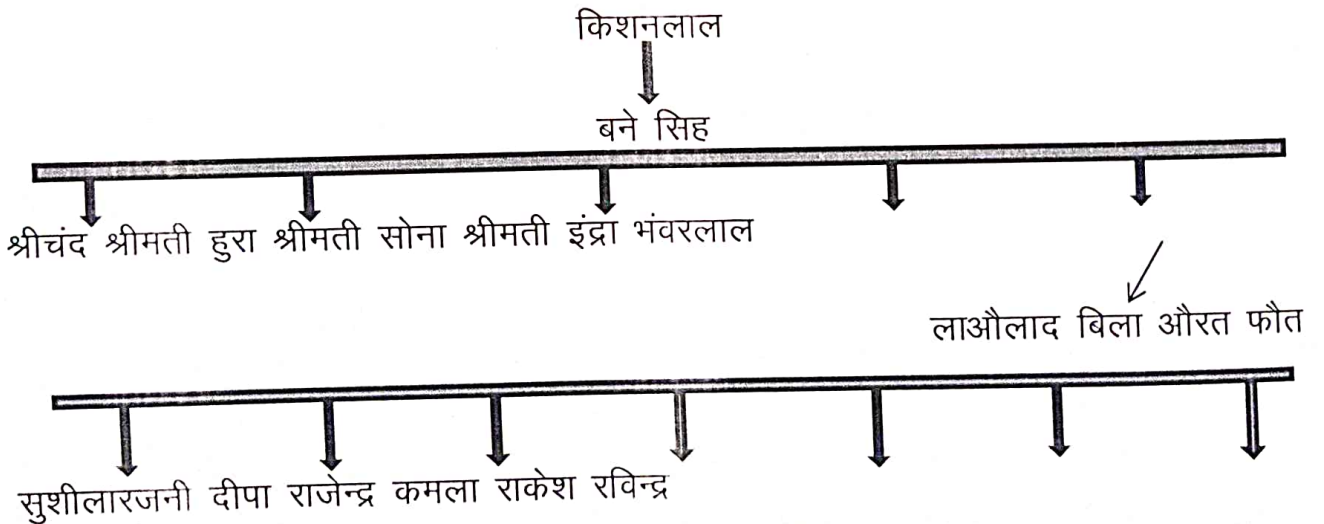 किशनलाल
बने सिह
श्रीचंद श्रीमती हुरा श्रीमती सोना श्रीमती इंद्रा भंवरलाल
लाऔलाद बिला औरत फौत
सुशीलारजनी दीपा राजेन्द्र कमला राकेश रविन्द्र